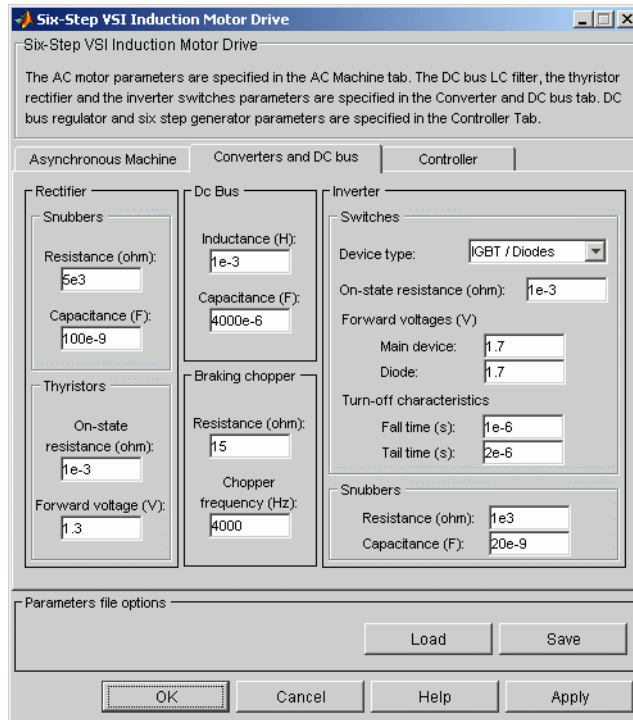 Six-Step VSI Induction Motor Drive
Six-Step VSI Induction Motor Drive
The AC motor parameters are specified in the AC Machine tab. The DC bus LC filter, the thyristor
rectifier and the inverter switches parameters are specified in the Converter and DC bus tab. DC
bus regulator and six step generator parameters are specified in the Controller Tab.
Asynchronous Machine
Converters and DC bus
Controller
Rectifier
Snubbers
Resistance (ohm):
5e3
Capacitance (F):
100e-9
Thyristors
On-state
resistance (ohm):
1e-3
Forward voltage (V):
1.3
Dc Bus
Inductance (H):
1e-3
Capacitance (F):
4000e-6
Braking chopper
Resistance (ohm):
15
Chopper
frequency (Hz):
4000
Inverter
Switches
Device type: IGBT / Diodes
On-state resistance (ohm): 1e-3
Forward voltages (V)
Main device: 1.7
Diode: 1.7
Turn-off characteristics
Fall time (s): 1e-6
Tail time (s): 2e-6
Snubbers
Resistance (ohm): 1e3
Capacitance (F): 20e-9
Parameters file options
Load
Save
OK
Cancel
Help
Apply